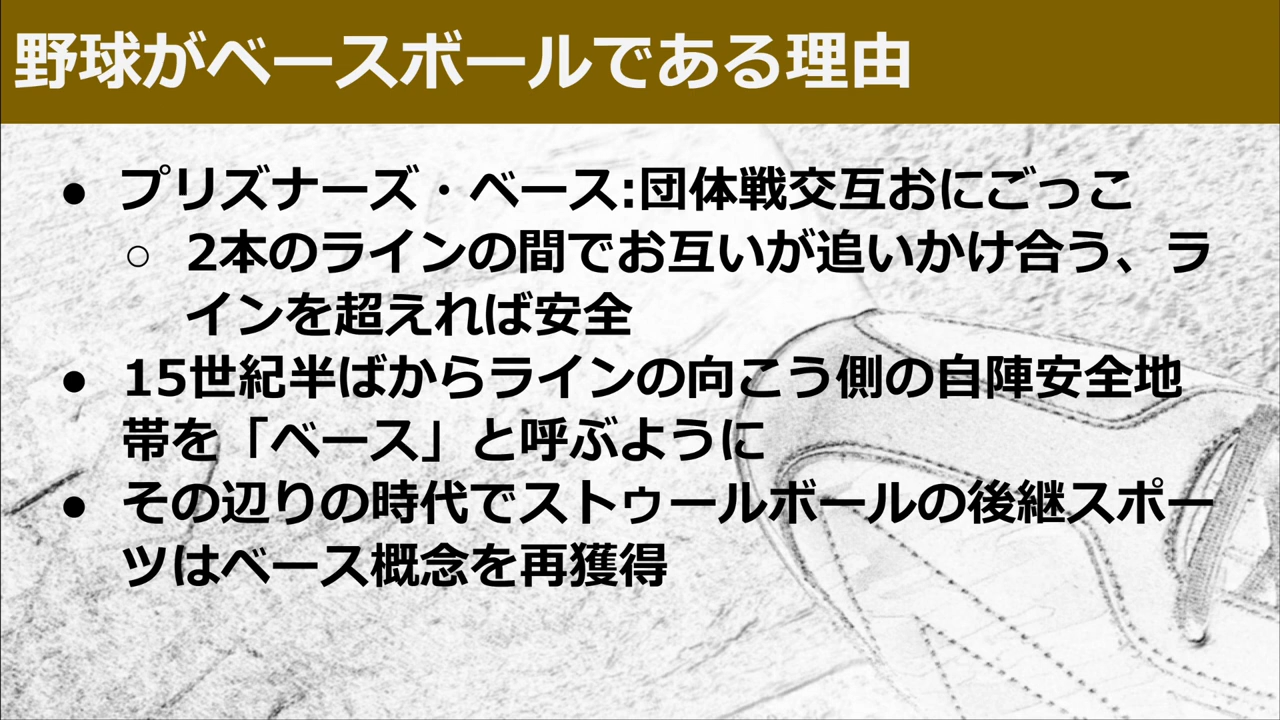 野球がベースボールである理由
● プリズナーズ・ベース:団体戦交互おにごっこ
○ 2本のラインの間でお互いが追いかけ合う、ラ
インを超えれば安全
● 15世紀半ばからラインの向こう側の自陣安全地
帯を「ベース」と呼ぶように
● その辺りの時代でストゥールボールの後継スポー
ツはベース概念を再獲得